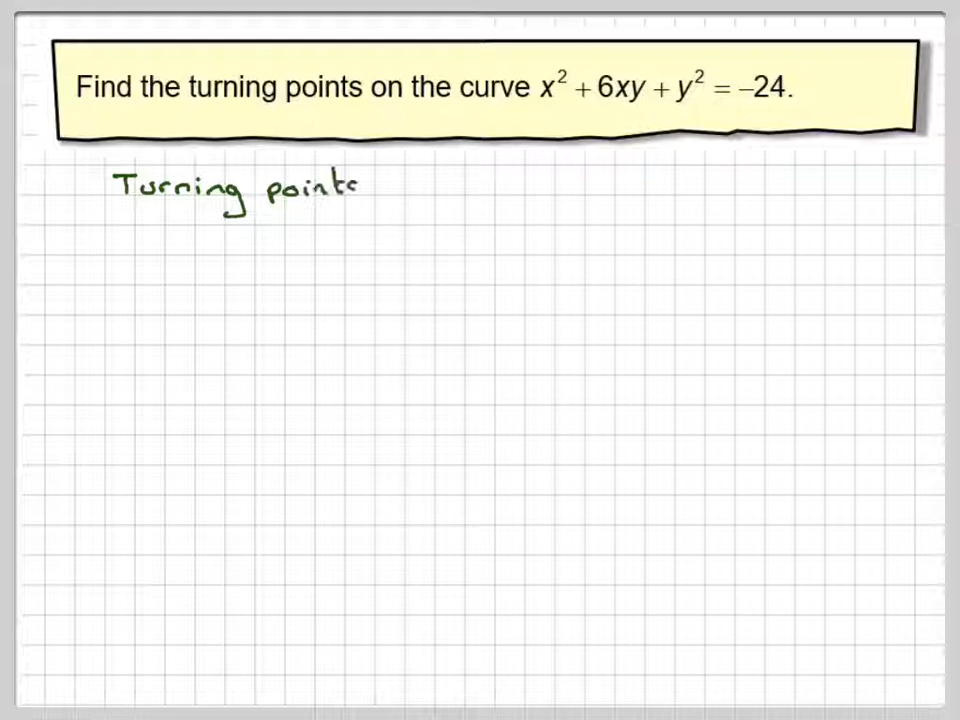 Find the turning points on the curve x² + 6xy + y² = –24.
Turning points